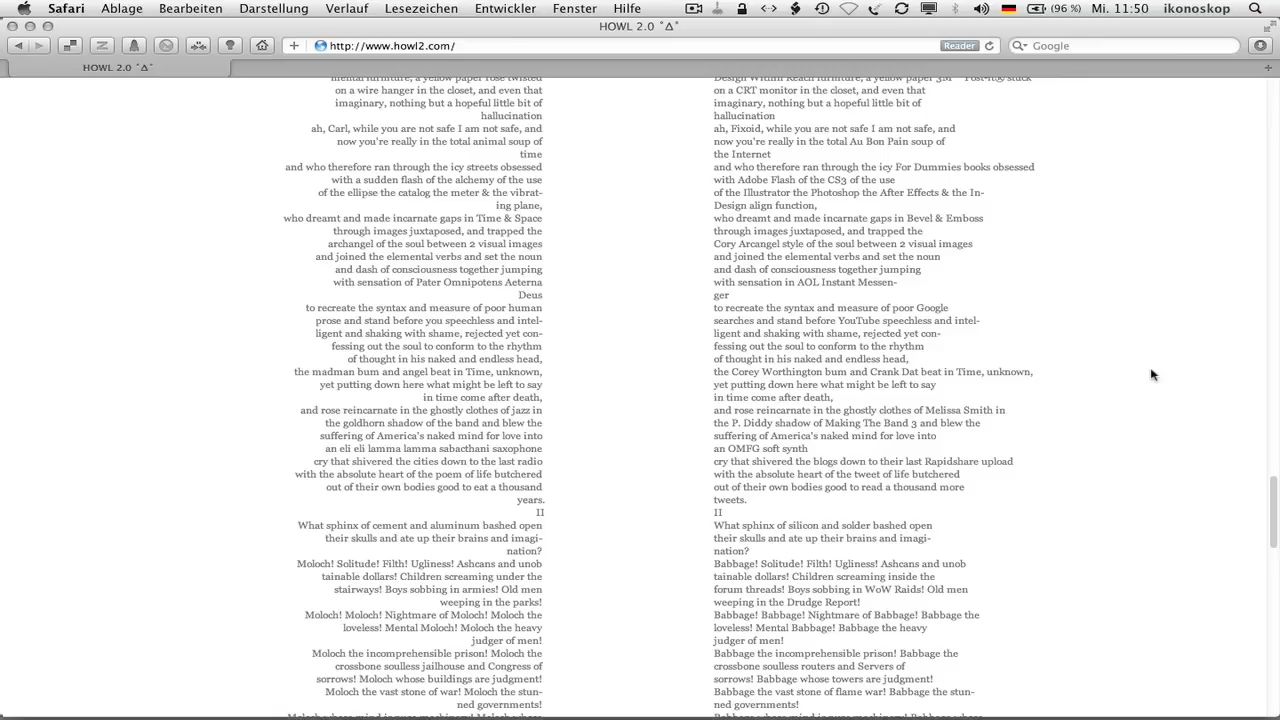 Safari Ablage Bearbeiten Darstellung Verlauf Lesezeichen Entwickler Fenster Hilfe (96 %) Mi. 11:50 ikonoskop
HOWL 2.0 ˚∆˚
http://www.howl2.com/ Reader Google
HOWL 2.0 ˚∆˚
mental furniture, a yellow paper rose twisted
on a wire hanger in the closet, and even that
imaginary, nothing but a hopeful little bit of
hallucination
ah, Carl, while you are not safe I am not safe, and
now you're really in the total animal soup of
time
and who therefore ran through the icy streets obsessed
with a sudden flash of the alchemy of the use
of the ellipse the catalog the meter & the vibrat-
ing plane,
who dreamt and made incarnate gaps in Time & Space
through images juxtaposed, and trapped the
archangel of the soul between 2 visual images
and joined the elemental verbs and set the noun
and dash of consciousness together jumping
with sensation of Pater Omnipotens Aeterna
Deus
to recreate the syntax and measure of poor human
prose and stand before you speechless and intel-
ligent and shaking with shame, rejected yet con-
fessing out the soul to conform to the rhythm
of thought in his naked and endless head,
the madman bum and angel beat in Time, unknown,
yet putting down here what might be left to say
in time come after death,
and rose reincarnate in the ghostly clothes of jazz in
the goldhorn shadow of the band and blew the
suffering of America's naked mind for love into
an eli eli lamma lamma sabacthani saxophone
cry that shivered the cities down to the last radio
with the absolute heart of the poem of life butchered
out of their own bodies good to eat a thousand
years.
II
What sphinx of cement and aluminum bashed open
their skulls and ate up their brains and imagi-
nation?
Moloch! Solitude! Filth! Ugliness! Ashcans and unob
tainable dollars! Children screaming under the
stairways! Boys sobbing in armies! Old men
weeping in the parks!
Moloch! Moloch! Nightmare of Moloch! Moloch the
loveless! Mental Moloch! Moloch the heavy
judger of men!
Moloch the incomprehensible prison! Moloch the
crossbone soulless jailhouse and Congress of
sorrows! Moloch whose buildings are judgment!
Moloch the vast stone of war! Moloch the stun-
ned governments!
Moloch whose mind is pure machinery! Moloch whose
Design Within Reach furniture, a yellow paper 3M Post-it® stuck
on a CRT monitor in the closet, and even that
imaginary, nothing but a hopeful little bit of
hallucination
ah, Fixoid, while you are not safe I am not safe, and
now you're really in the total Au Bon Pain soup of
the Internet
and who therefore ran through the icy For Dummies books obsessed
with Adobe Flash of the CS3 of the use
of the Illustrator the Photoshop the After Effects & the In-
Design align function,
who dreamt and made incarnate gaps in Bevel & Emboss
through images juxtaposed, and trapped the
Cory Arcangel style of the soul between 2 visual images
and joined the elemental verbs and set the noun
and dash of consciousness together jumping
with sensation in AOL Instant Messen-
ger
to recreate the syntax and measure of poor Google
searches and stand before YouTube speechless and intel-
ligent and shaking with shame, rejected yet con-
fessing out the soul to conform to the rhythm
of thought in his naked and endless head,
the Corey Worthington bum and Crank Dat beat in Time, unknown,
yet putting down here what might be left to say
in time come after death,
and rose reincarnate in the ghostly clothes of Melissa Smith in
the P. Diddy shadow of Making The Band 3 and blew the
suffering of America's naked mind for love into
an OMFG soft synth
cry that shivered the blogs down to their last Rapidshare upload
with the absolute heart of the tweet of life butchered
out of their own bodies good to read a thousand more
tweets.
II
What sphinx of silicon and solder bashed open
their skulls and ate up their brains and imagi-
nation?
Babbage! Solitude! Filth! Ugliness! Ashcans and unob
tainable dollars! Children screaming inside the
forum threads! Boys sobbing in WoW Raids! Old men
weeping in the Drudge Report!
Babbage! Babbage! Nightmare of Babbage! Babbage the
loveless! Mental Babbage! Babbage the heavy
judger of men!
Babbage the incomprehensible prison! Babbage the
crossbone soulless routers and Servers of
sorrows! Babbage whose towers are judgment!
Babbage the vast stone of flame war! Babbage the stun-
ned governments!
Babbage whose mind is pure machinery! Babbage whose